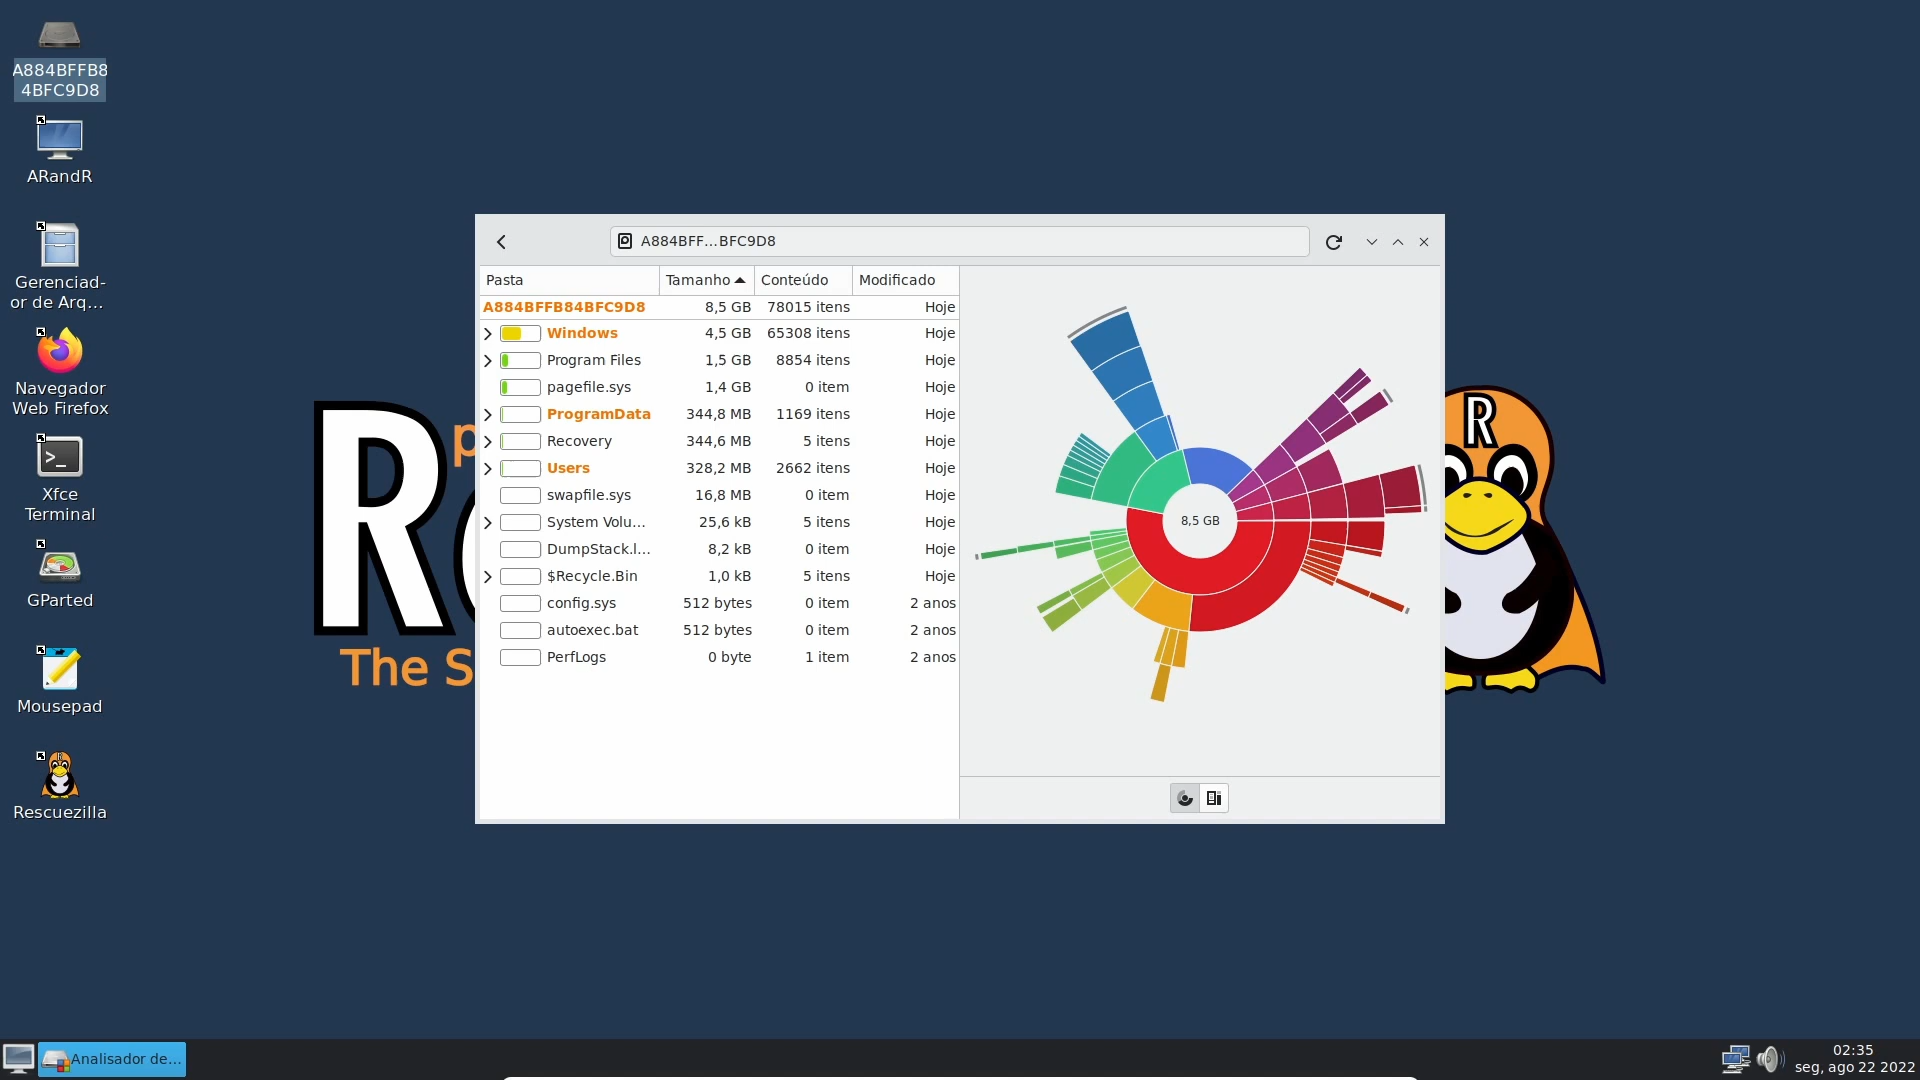 A884BFFB8
4BFC9D8
ARandR
Gerenciad-
or de Arq...
Navegador
Web Firefox
Xfce
Terminal
GParted
Mousepad
Rescuezilla
R
p
The S
R
A884BFF...BFC9D8
Pasta Tamanho Conteúdo Modificado
A884BFFB84BFC9D8 8,5 GB 78015 itens Hoje
Windows 4,5 GB 65308 itens Hoje
Program Files 1,5 GB 8854 itens Hoje
pagefile.sys 1,4 GB 0 item Hoje
ProgramData 344,8 MB 1169 itens Hoje
Recovery 344,6 MB 5 itens Hoje
Users 328,2 MB 2662 itens Hoje
swapfile.sys 16,8 MB 0 item Hoje
System Volu... 25,6 kB 5 itens Hoje
DumpStack.l... 8,2 kB 0 item Hoje
$Recycle.Bin 1,0 kB 5 itens Hoje
config.sys 512 bytes 0 item 2 anos
autoexec.bat 512 bytes 0 item 2 anos
PerfLogs 0 byte 1 item 2 anos
8,5 GB
Analisador de...
02:35
seg, ago 22 2022